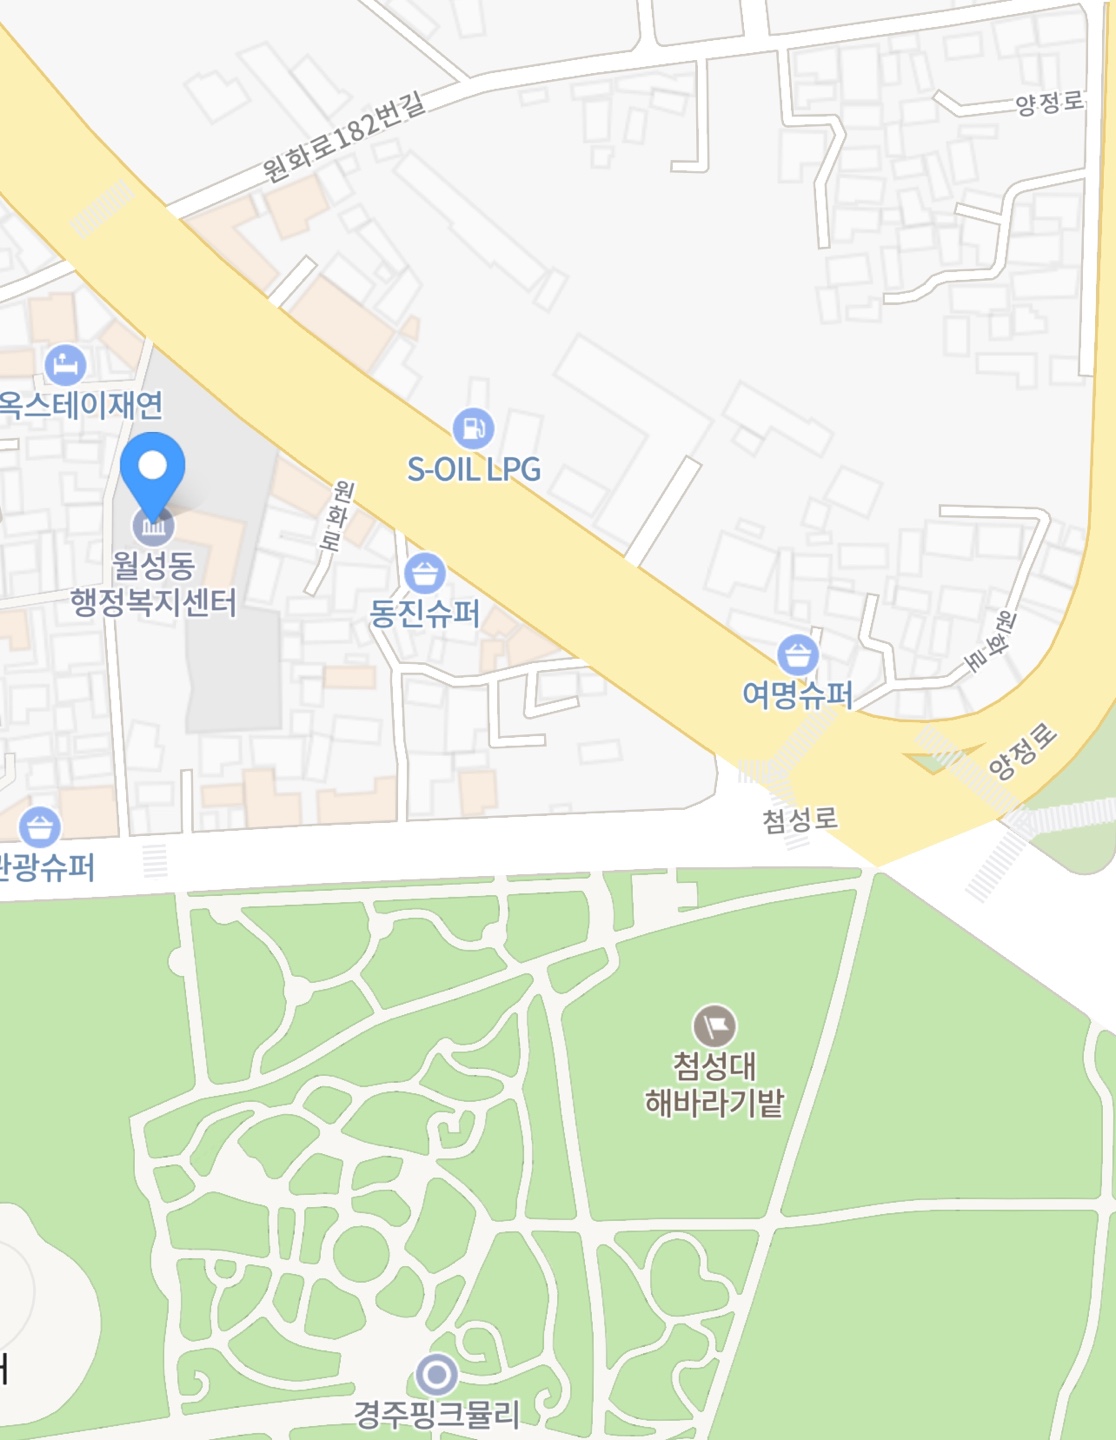 원화로182번길
양정로
옥스테이재연
S-OIL LPG
원화로
월성동
행정복지센터
동진슈퍼
원화로
여명슈퍼
양정로
첨성로
관광슈퍼
첨성대
해바라기밭
경주핑크뮬리